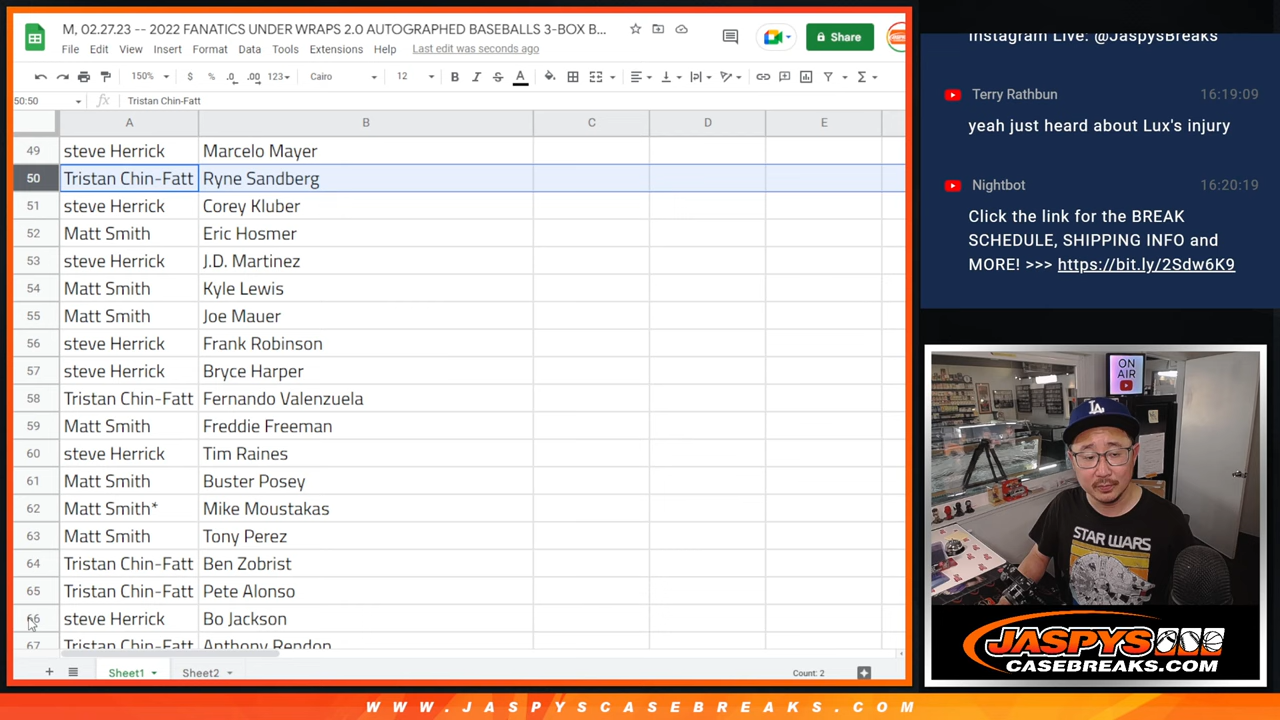 M, 02.27.23 -- 2022 FANATICS UNDER WRAPS 2.0 AUTOGRAPHED BASEBALLS 3-BOX B...
Share
File Edit View Insert Format Data Tools Extensions Help Last edit was seconds ago
150% $ % .0 .00 123 Cairo 12 B I S A
50:50 fx Tristan Chin-Fatt
A B C D E
49 steve Herrick Marcelo Mayer
50 Tristan Chin-Fatt Ryne Sandberg
51 steve Herrick Corey Kluber
52 Matt Smith Eric Hosmer
53 steve Herrick J.D. Martinez
54 Matt Smith Kyle Lewis
55 Matt Smith Joe Mauer
56 steve Herrick Frank Robinson
57 steve Herrick Bryce Harper
58 Tristan Chin-Fatt Fernando Valenzuela
59 Matt Smith Freddie Freeman
60 steve Herrick Tim Raines
61 Matt Smith Buster Posey
62 Matt Smith* Mike Moustakas
63 Matt Smith Tony Perez
64 Tristan Chin-Fatt Ben Zobrist
65 Tristan Chin-Fatt Pete Alonso
66 steve Herrick Bo Jackson
67 Tristan Chin-Fatt Anthony Rendon
Sheet1 Sheet2 Count: 2
Instagram Live: @JaspysBreaks
Terry Rathbun 16:19:09
yeah just heard about Lux's injury
Nightbot 16:20:19
Click the link for the BREAK
SCHEDULE, SHIPPING INFO and
MORE! >>> https://bit.ly/2Sdw6K9
ON
AIR
LA
STAR WARS
JASPYS
CASEBREAKS.COM
WWW.JASPYSCASEBREAKS.COM